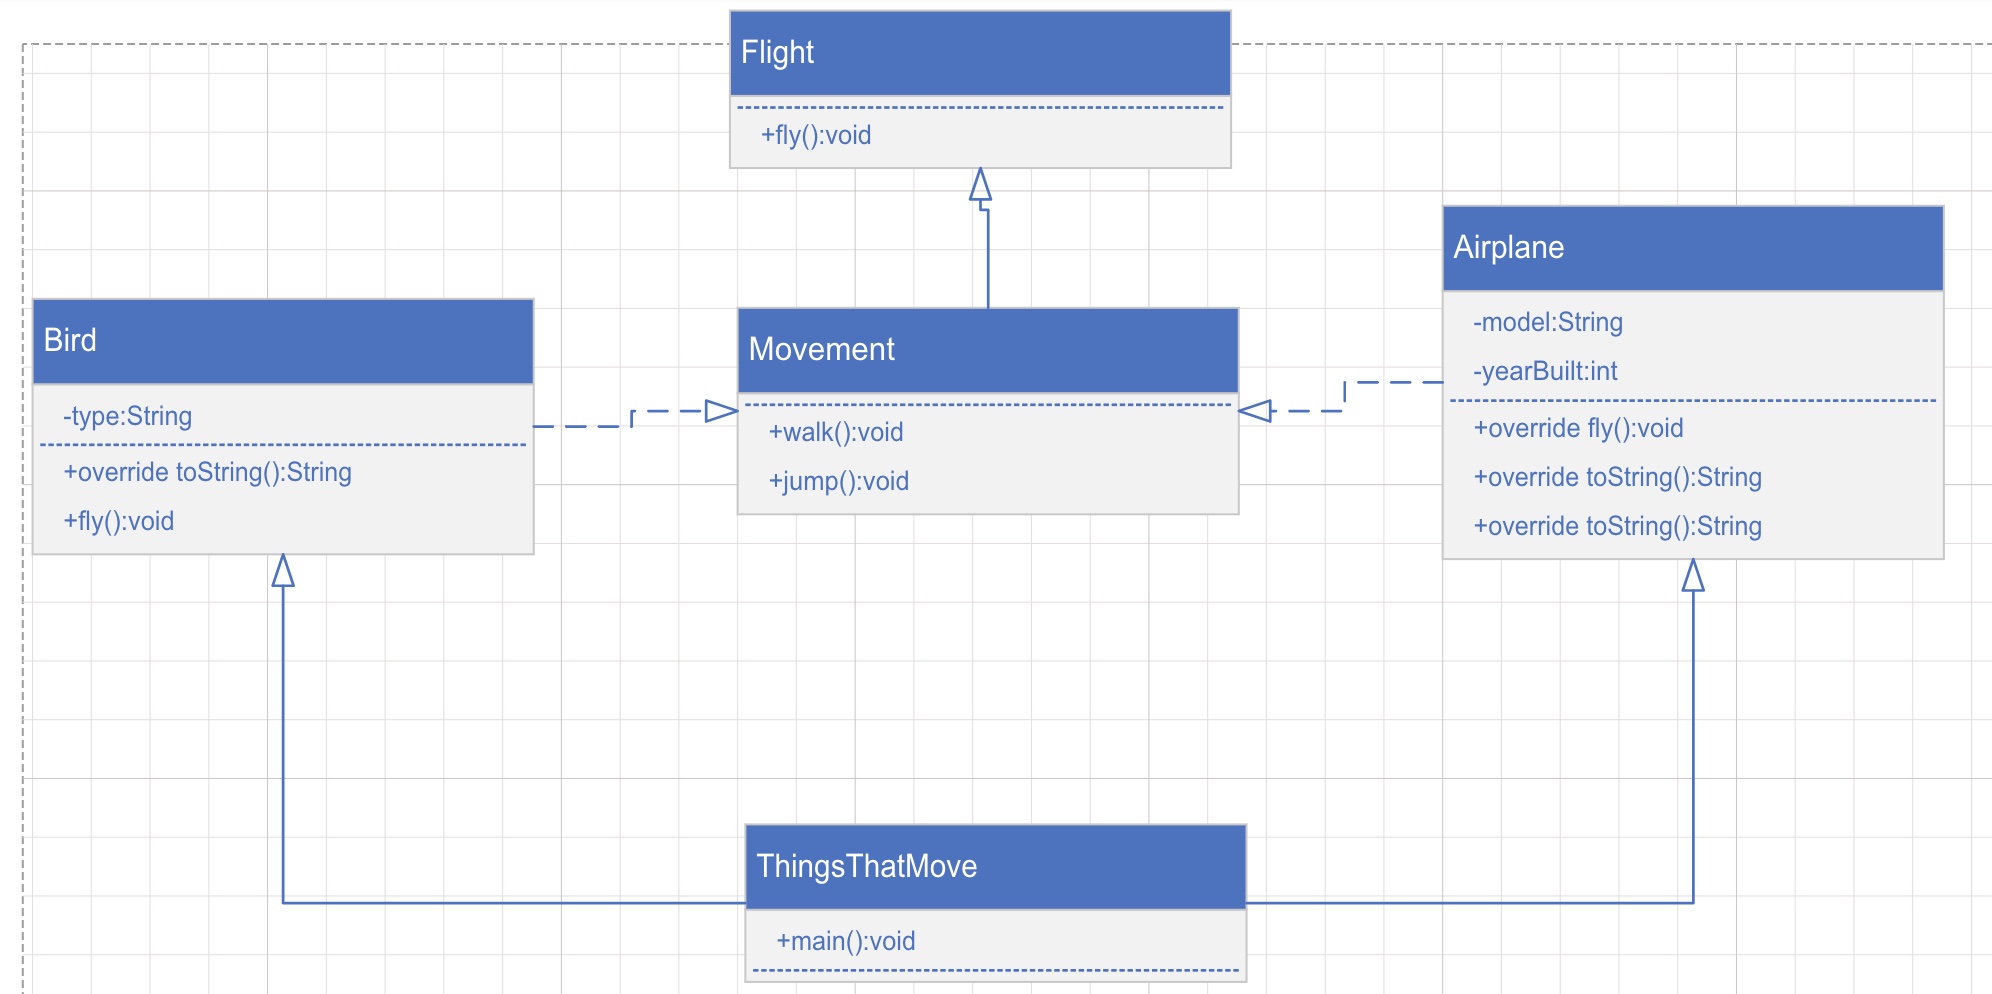 Flight
+fly():void
Bird
-type:String
+override toString():String
+fly():void
Movement
+walk():void
+jump():void
Airplane
-model:String
-yearBuilt:int
+override fly():void
+override toString():String
+override toString():String
ThingsThatMove
+main():void